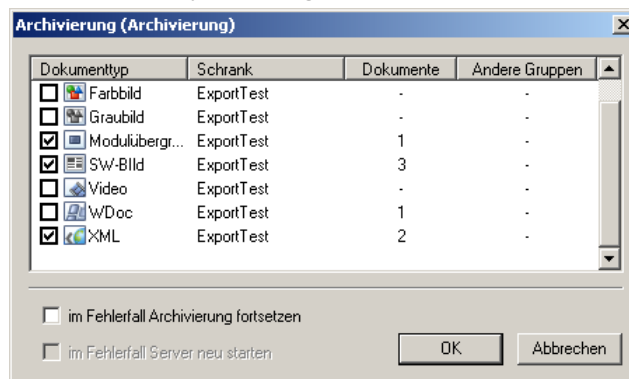 Archivierung (Archivierung)
Dokumenttyp Schrank Dokumente Andere Gruppen
Farbbild ExportTest - -
Graubild ExportTest - -
Modulübergr... ExportTest 1 -
SW-BIld ExportTest 3 -
Video ExportTest - -
WDoc ExportTest 1 -
XML ExportTest 2 -
im Fehlerfall Archivierung fortsetzen
im Fehlerfall Server neu starten
OK Abbrechen